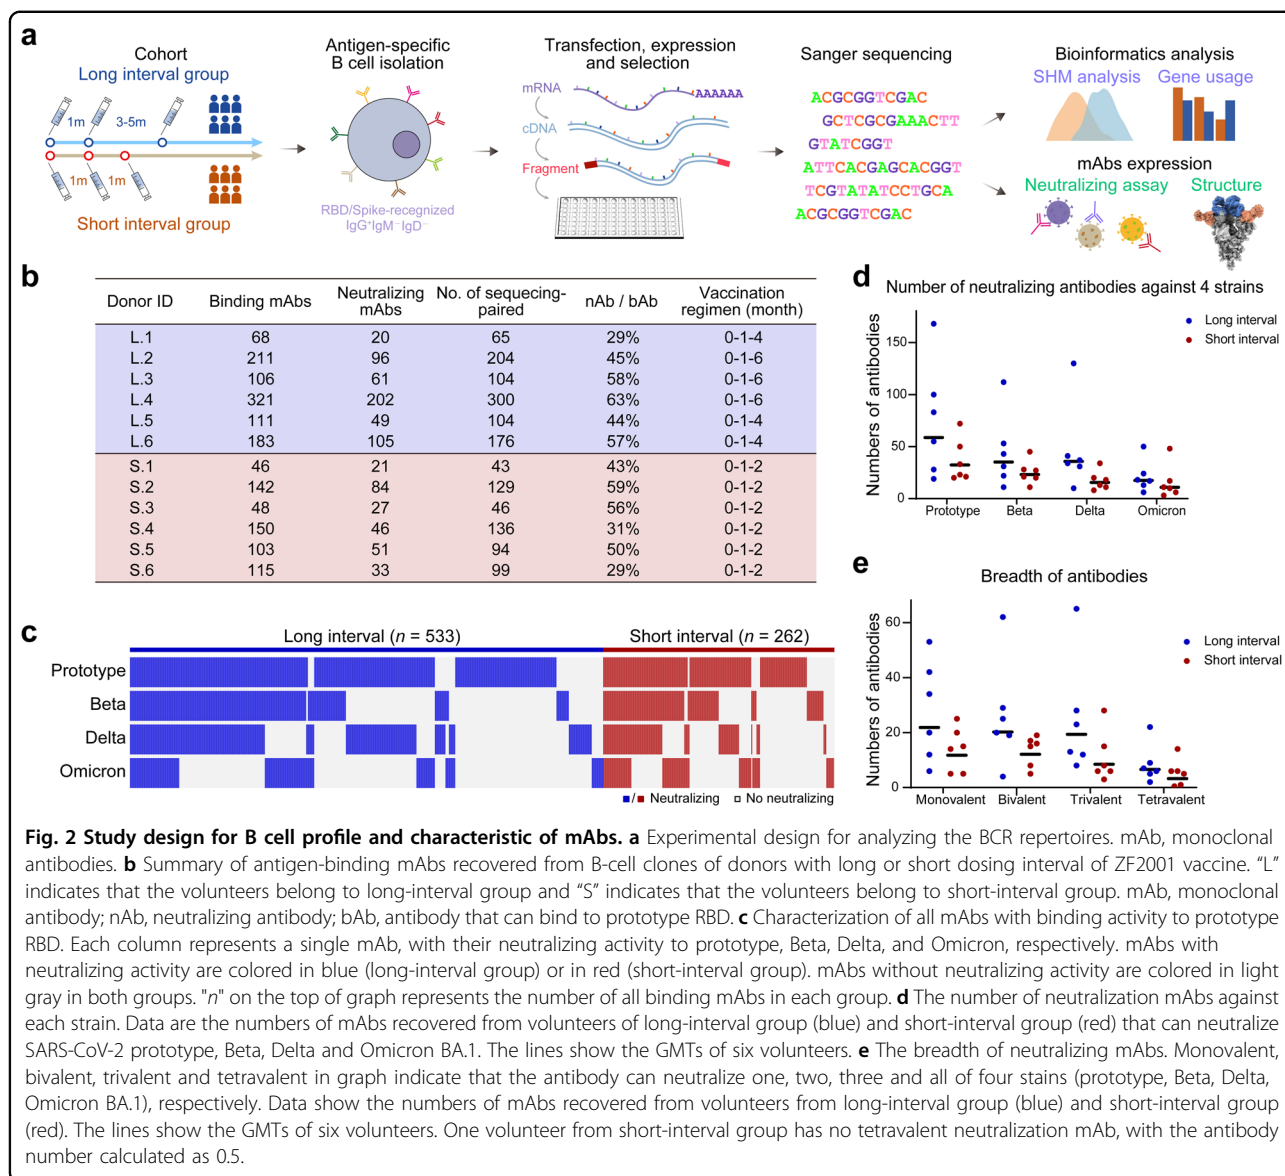 a
Cohort
Long interval group
1m
3-5m
1m
1m
Short interval group
Antigen-specific
B cell isolation
RBD/Spike-recegnized
IgG⁺IgM⁻IgD⁻
Transfection, expression
and selection
mRNA
AAAAAA
cDNA
Fragment
Sanger sequencing
ACGCGGTCGAC
GCTCGCGAAACTT
GTATCGGT
ATTCACGAGCACGGT
TCGTATATCCTGCA
ACGCGGTCGAC
Bioinformatics analysis
SHM analysis
Gene usage
mAbs expression
Neutralizing assay
Structure
b
Donor ID Binding mAbs Neutralizing mAbs No. of sequecing-paired nAb / bAb Vaccination regimen (month)
L.1 68 20 65 29% 0-1-4
L.2 211 96 204 45% 0-1-6
L.3 106 61 104 58% 0-1-6
L.4 321 202 300 63% 0-1-6
L.5 111 49 104 44% 0-1-4
L.6 183 105 176 57% 0-1-4
S.1 46 21 43 43% 0-1-2
S.2 142 84 129 59% 0-1-2
S.3 48 27 46 56% 0-1-2
S.4 150 46 136 31% 0-1-2
S.5 103 51 94 50% 0-1-2
S.6 115 33 99 29% 0-1-2
c
Long interval (n = 533)
Short interval (n = 262)
Prototype
Beta
Delta
Omicron
/ Neutralizing
No neutralizing
d
Number of neutralizing antibodies against 4 strains
Long interval
Short interval
Numbers of antibodies
150
100
50
0
Prototype Beta Delta Omicron
e
Breadth of antibodies
Long interval
Short interval
Numbers of antibodies
60
40
20
0
Monovalent Bivalent Trivalent Tetravalent
Fig. 2 Study design for B cell profile and characteristic of mAbs. a Experimental design for analyzing the BCR repertoires. mAb, monoclonal
antibodies. b Summary of antigen-binding mAbs recovered from B-cell clones of donors with long or short dosing interval of ZF2001 vaccine. “L”
indicates that the volunteers belong to long-interval group and “S” indicates that the volunteers belong to short-interval group. mAb, monoclonal
antibody; nAb, neutralizing antibody; bAb, antibody that can bind to prototype RBD. c Characterization of all mAbs with binding activity to prototype
RBD. Each column represents a single mAb, with their neutralizing activity to prototype, Beta, Delta, and Omicron, respectively. mAbs with
neutralizing activity are colored in blue (long-interval group) or in red (short-interval group). mAbs without neutralizing activity are colored in light
gray in both groups. "n" on the top of graph represents the number of all binding mAbs in each group. d The number of neutralization mAbs against
each strain. Data are the numbers of mAbs recovered from volunteers of long-interval group (blue) and short-interval group (red) that can neutralize
SARS-CoV-2 prototype, Beta, Delta and Omicron BA.1. The lines show the GMTs of six volunteers. e The breadth of neutralizing mAbs. Monovalent,
bivalent, trivalent and tetravalent in graph indicate that the antibody can neutralize one, two, three and all of four stains (prototype, Beta, Delta,
Omicron BA.1), respectively. Data show the numbers of mAbs recovered from volunteers from long-interval group (blue) and short-interval group
(red). The lines show the GMTs of six volunteers. One volunteer from short-interval group has no tetravalent neutralization mAb, with the antibody
number calculated as 0.5.